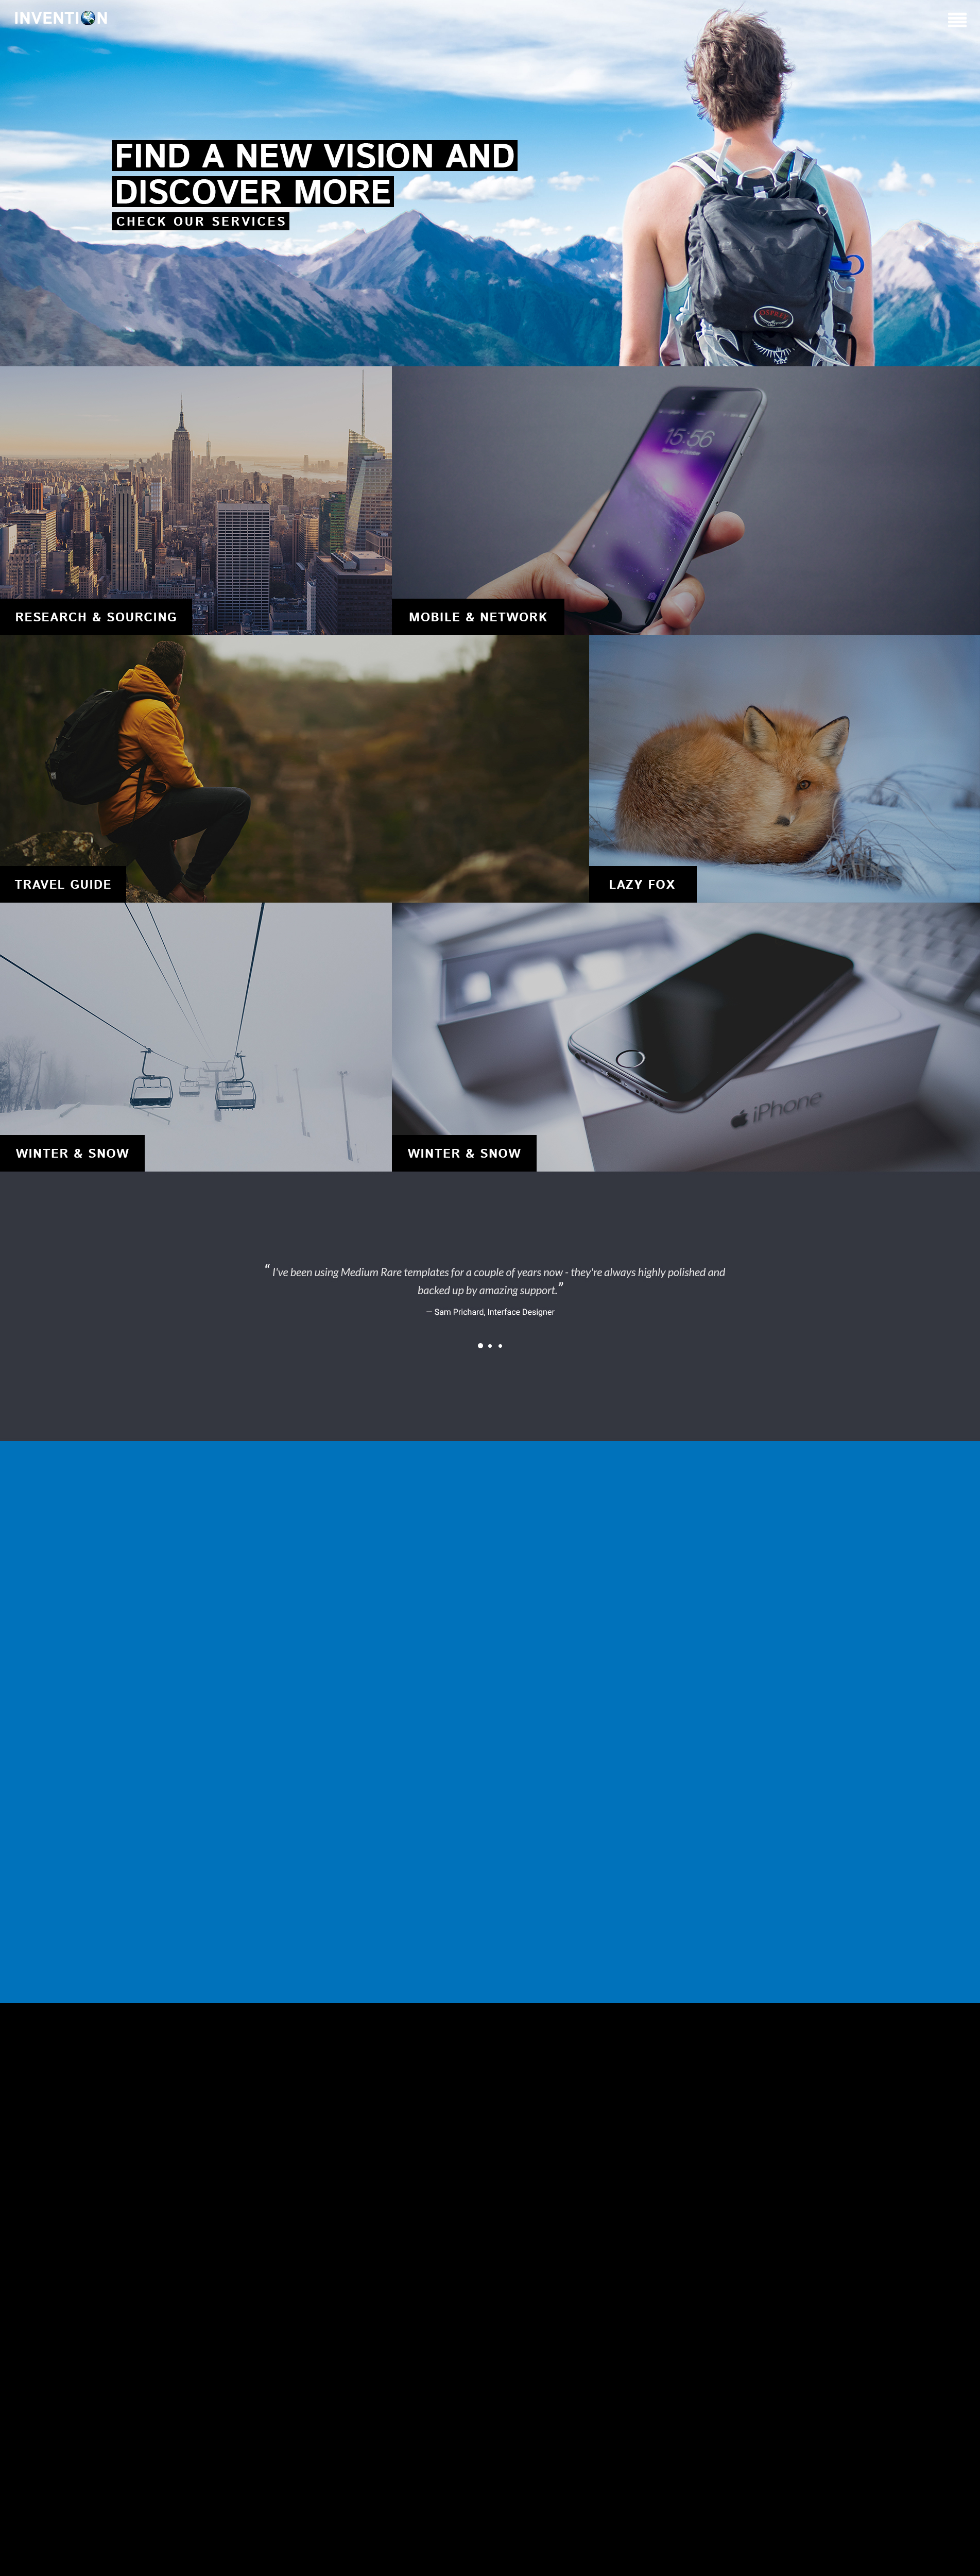 INVENTION
FIND A NEW VISION AND
DISCOVER MORE
CHECK OUR SERVICES
OSPREY
15:56
RESEARCH & SOURCING
MOBILE & NETWORK
TRAVEL GUIDE
LAZY FOX
iPhone
WINTER & SNOW
WINTER & SNOW
“ I've been using Medium Rare templates for a couple of years now - they're always highly polished and
backed up by amazing support.”
— Sam Prichard, Interface Designer